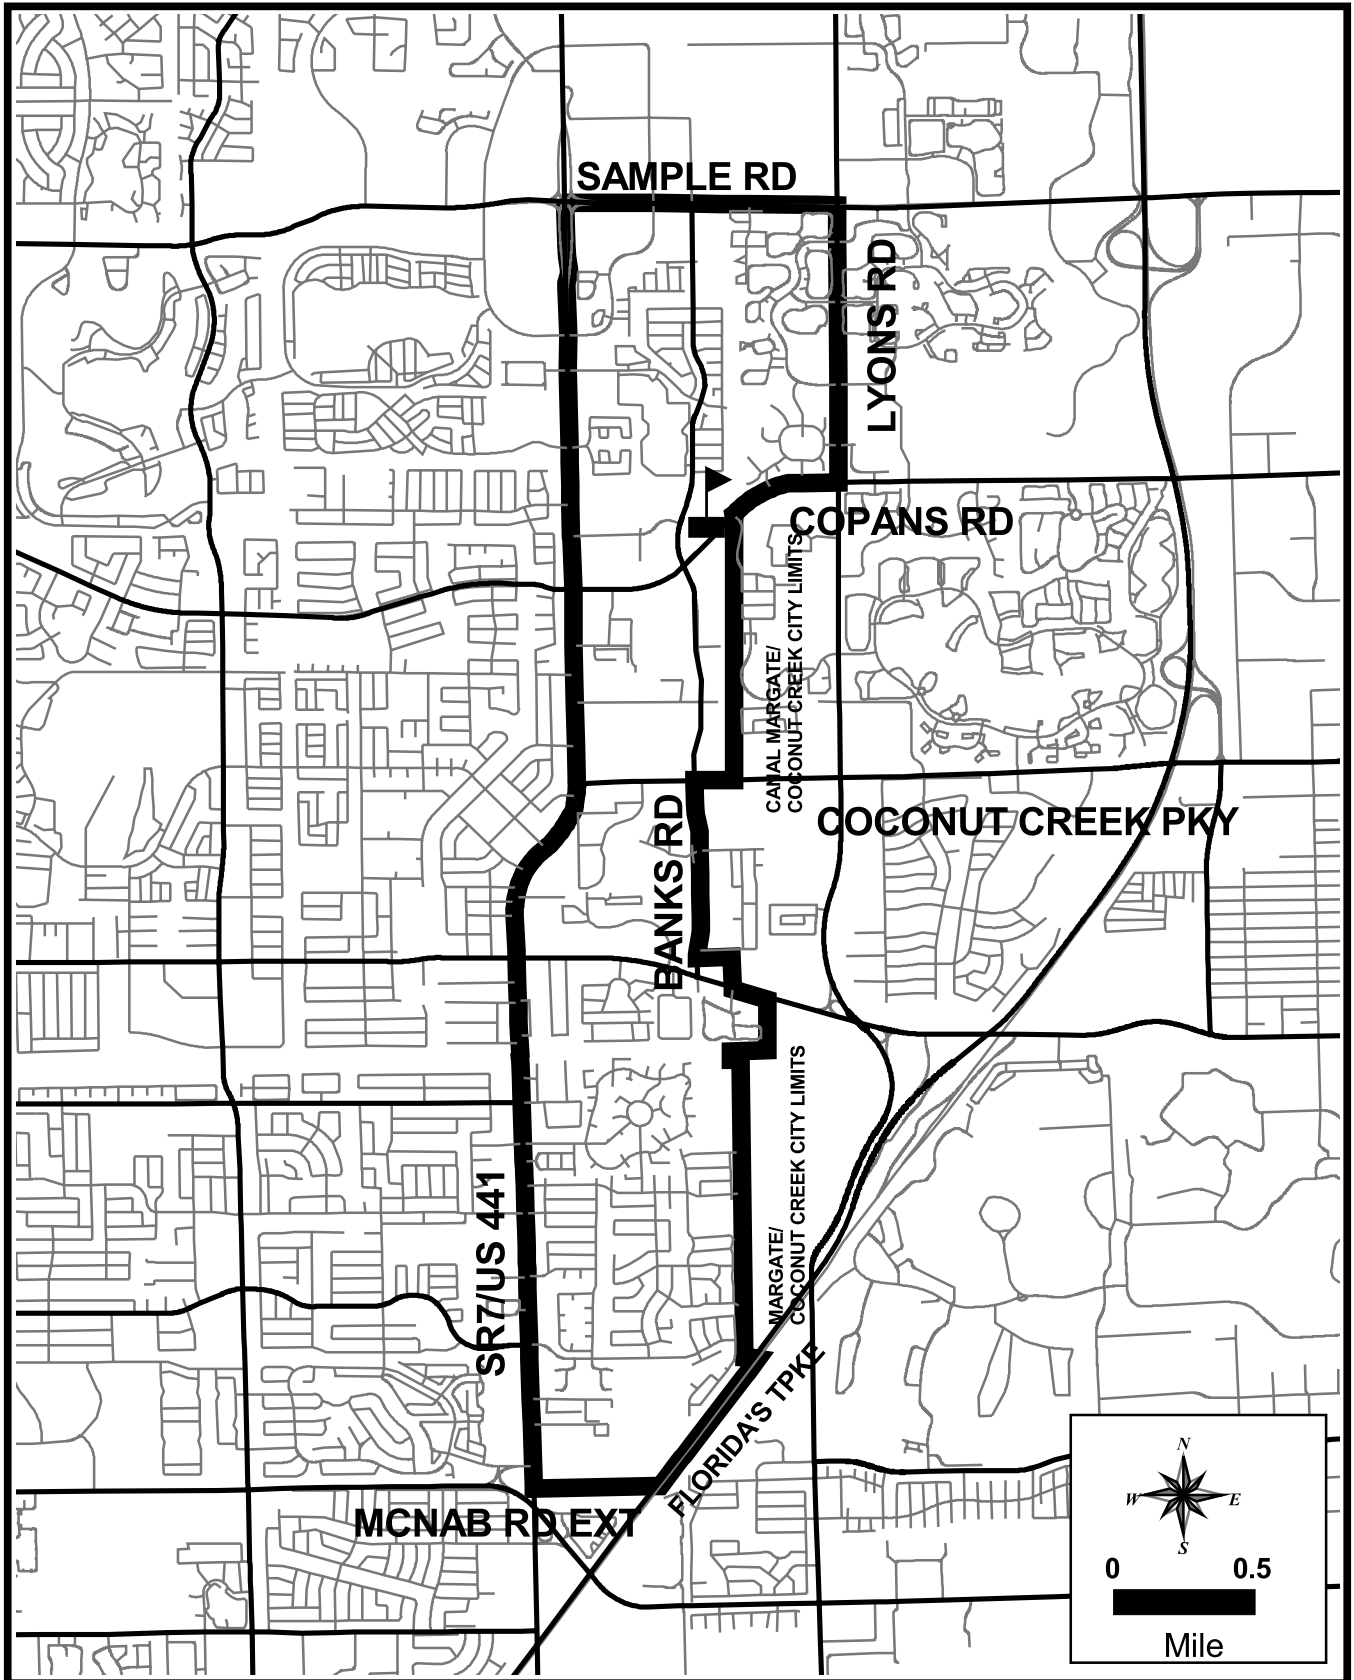 SAMPLE RD
LYONS RD
COPANS RD
CANAL MARGATE/
COCONUT CREEK CITY LIMITS
COCONUT CREEK PKY
BANKS RD
MARGATE/
COCONUT CREEK CITY LIMITS
SR7/US 441
FLORIDA'S TPKE
MCNAB RD EXT
N
W
E
S
0 0.5
Mile